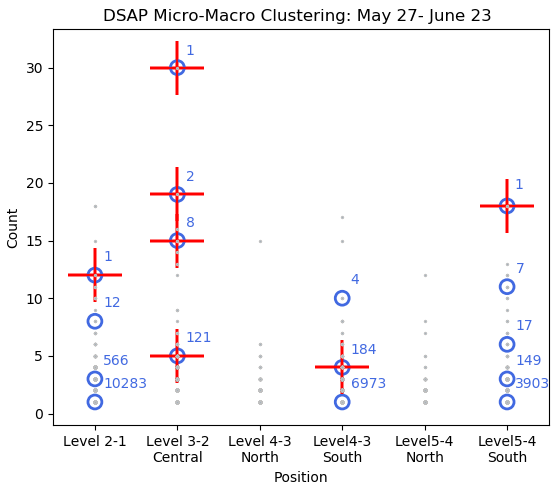 DSAP Micro-Macro Clustering: May 27- June 23
Count
30
25
20
15
10
5
0
1
2
8
121
1
12
566
10283
4
184
6973
1
7
17
149
3903
Level 2-1
Level 3-2
Central
Level 4-3
North
Level4-3
South
Level5-4
North
Level5-4
South
Position